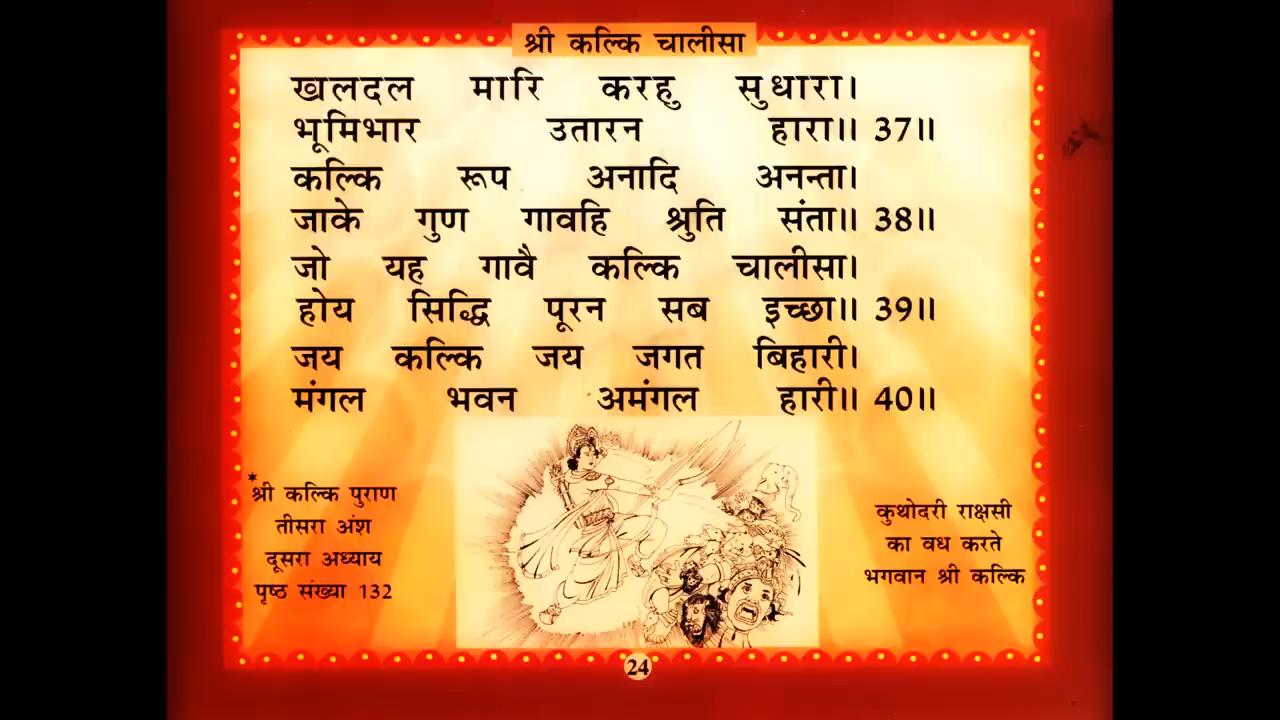 श्री कल्कि चालीसा
खलदल मारि करहु सुधारा।
भूमिभार उतारन हारा।। 37।।
कल्कि रूप अनादि अनन्ता।
जाके गुण गावहि श्रुति संता।। 38।।
जो यह गावै कल्कि चालीसा।
होय सिद्धि पूरन सब इच्छा।। 39।।
जय कल्कि जय जगत बिहारी।
मंगल भवन अमंगल हारी।। 40।।
*
श्री कल्कि पुराण
तीसरा अंश
दूसरा अध्याय
पृष्ठ संख्या 132
कुथोदरी राक्षसी
का वध करते
भगवान श्री कल्कि
24